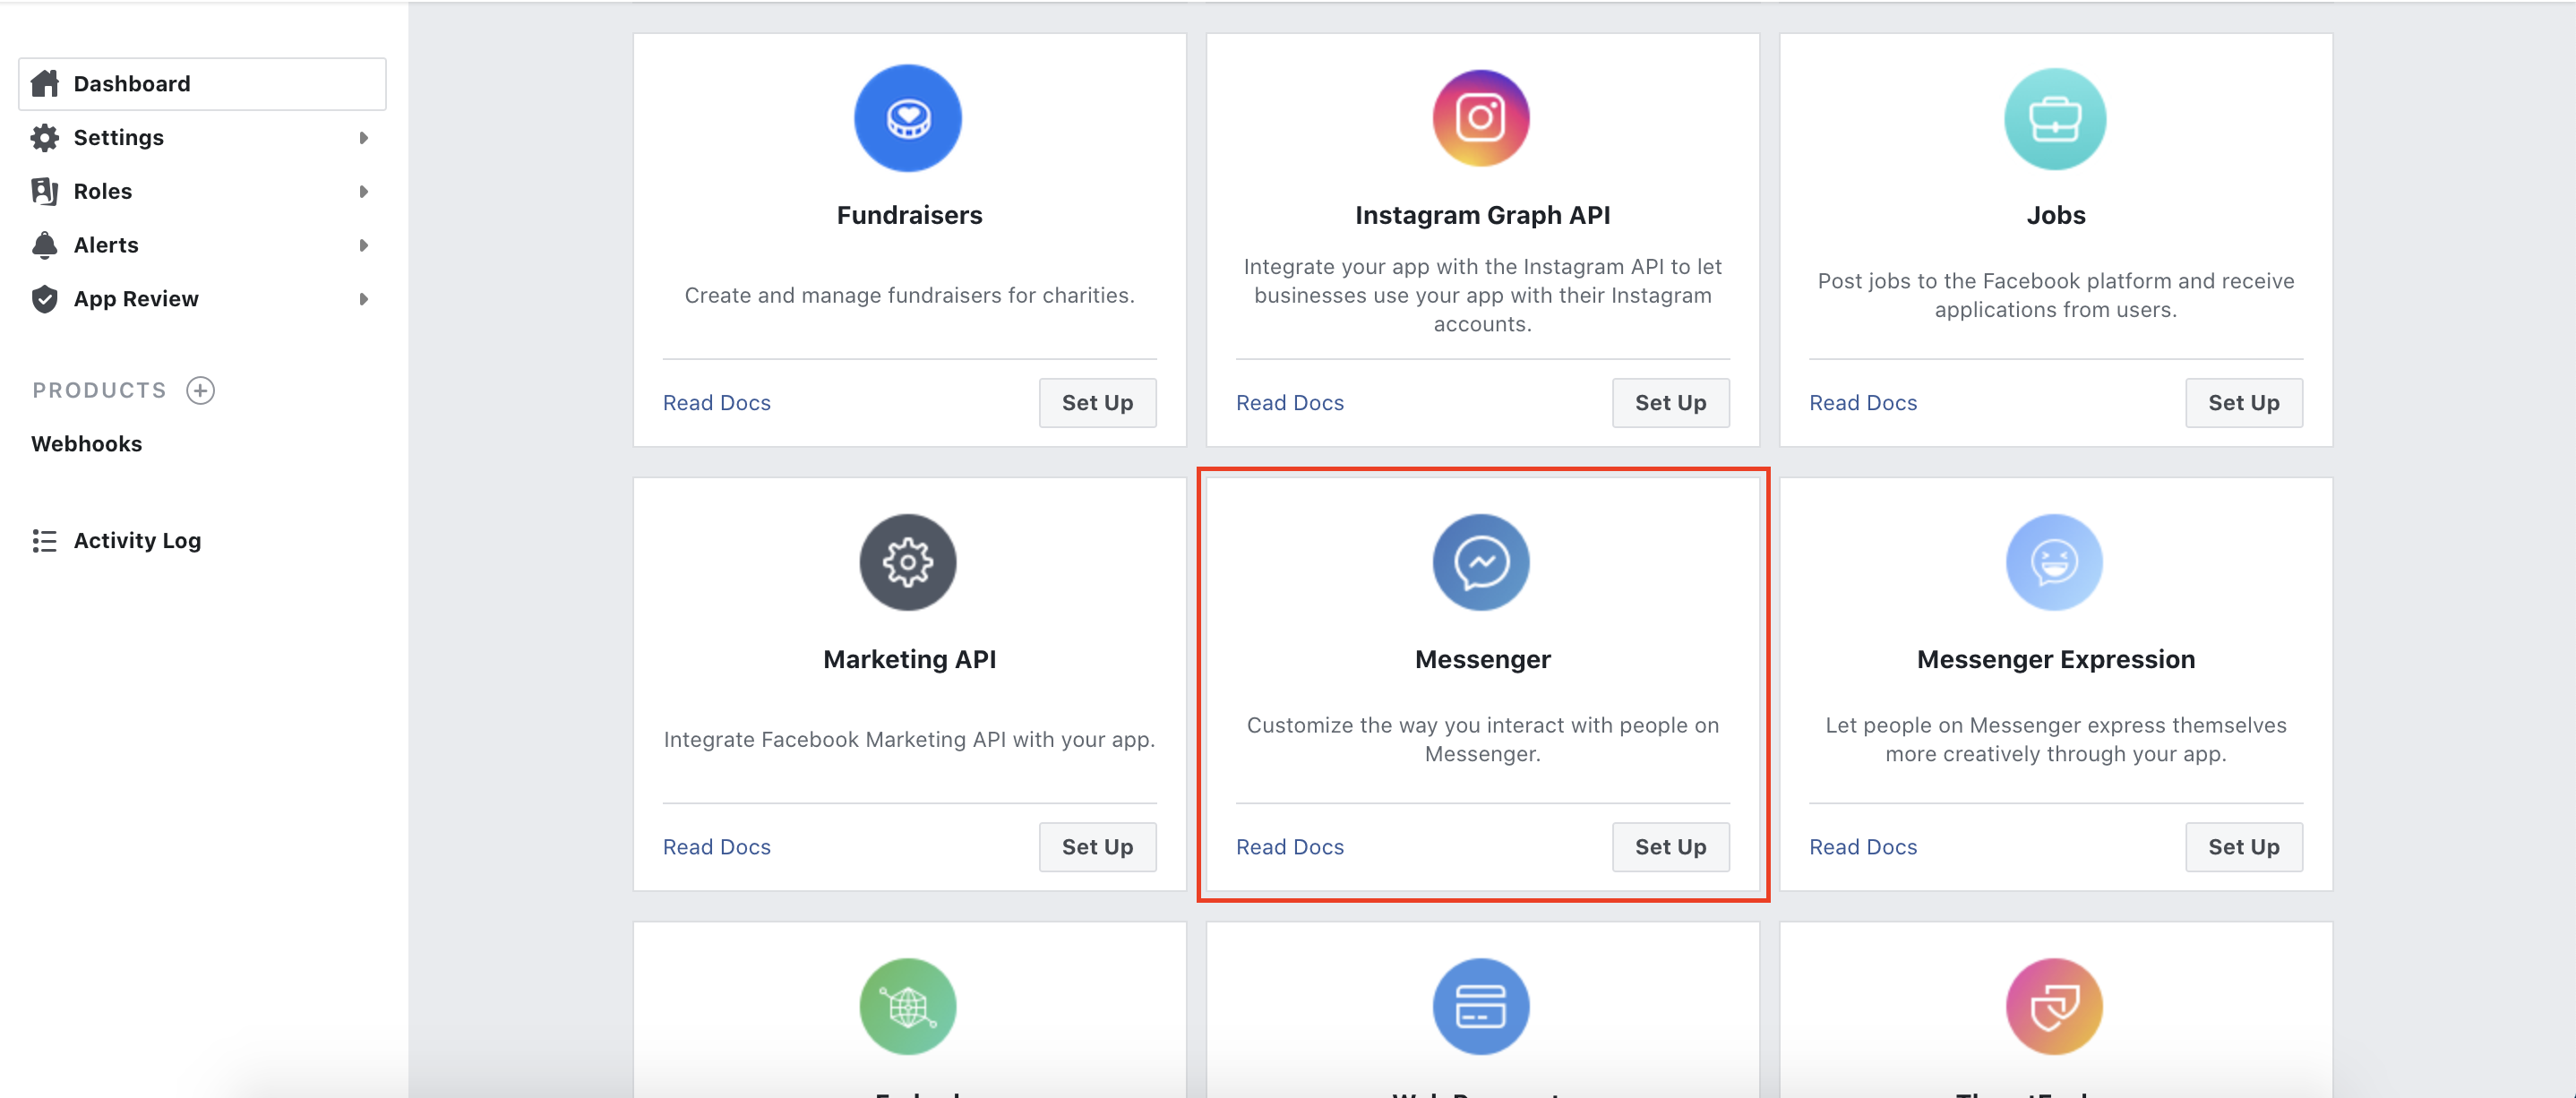 Dashboard
Settings
Roles
Alerts
App Review
PRODUCTS
Webhooks
Activity Log
Fundraisers
Create and manage fundraisers for charities.
Read Docs
Set Up
Instagram Graph API
Integrate your app with the Instagram API to let
businesses use your app with their Instagram
accounts.
Read Docs
Set Up
Jobs
Post jobs to the Facebook platform and receive
applications from users.
Read Docs
Set Up
Marketing API
Integrate Facebook Marketing API with your app.
Read Docs
Set Up
Messenger
Customize the way you interact with people on
Messenger.
Read Docs
Set Up
Messenger Expression
Let people on Messenger express themselves
more creatively through your app.
Read Docs
Set Up